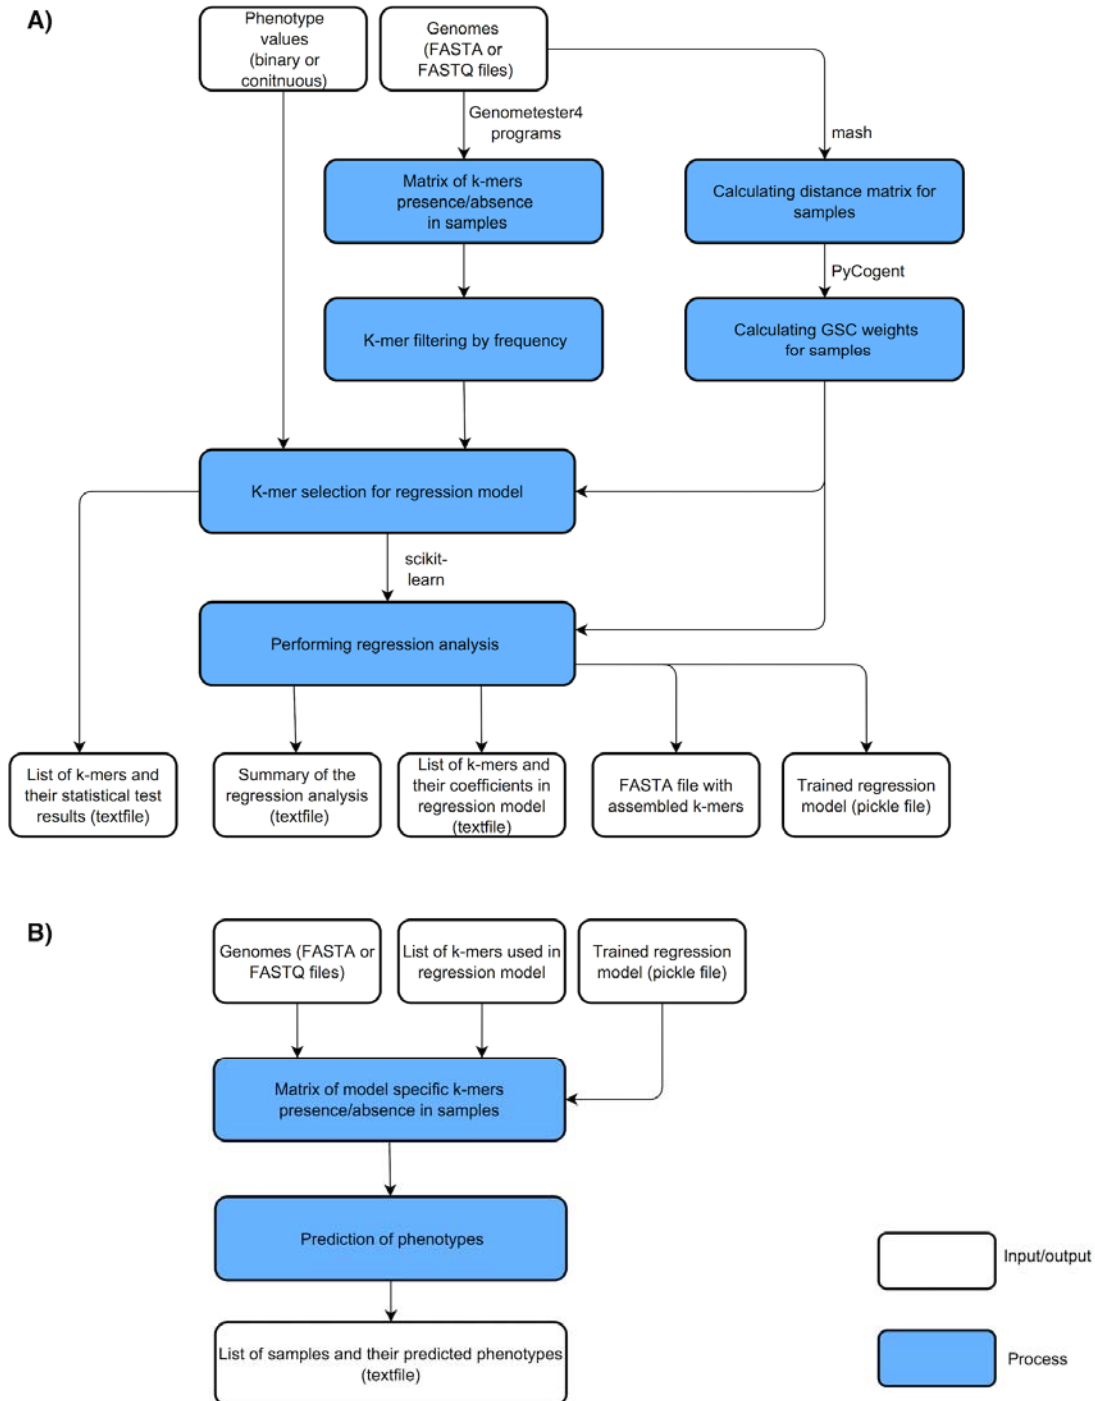 A)
Phenotype
values
(binary or
conitnuous)
Genomes
(FASTA or
FASTQ files)
Genometester4
programs
mash
Matrix of k-mers
presence/absence
in samples
Calculating distance matrix for
samples
PyCogent
K-mer filtering by frequency
Calculating GSC weights
for samples
K-mer selection for regression model
scikit-
learn
Performing regression analysis
List of k-mers and
their statistical test
results (textfile)
Summary of the
regression analysis
(textfile)
List of k-mers and
their coefficients in
regression model
(textfile)
FASTA file with
assembled k-mers
Trained regression
model (pickle file)
B)
Genomes (FASTA or
FASTQ files)
List of k-mers used in
regression model
Trained regression
model (pickle file)
Matrix of model specific k-mers
presence/absence in samples
Prediction of phenotypes
List of samples and their predicted phenotypes
(textfile)
Input/output
Process